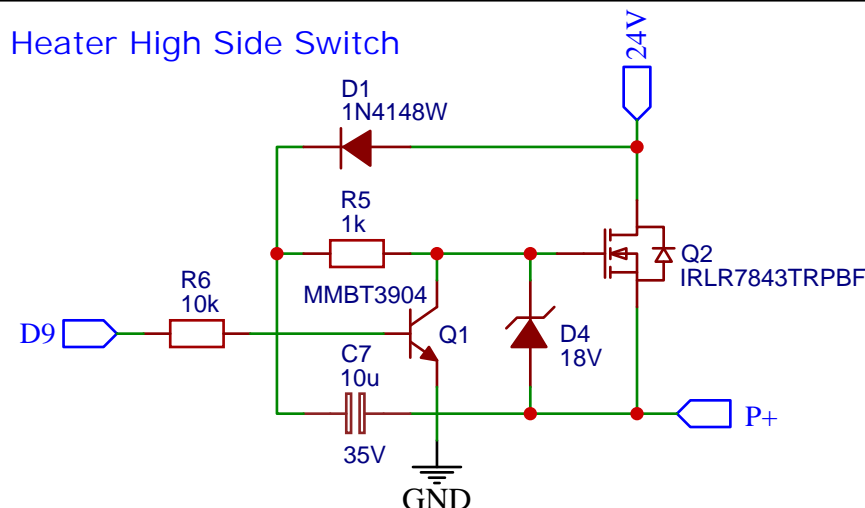 Heater High Side Switch
24V
D1
1N4148W
R5
1k
Q2
IRLR7843TRPBF
R6
10k
MMBT3904
D9
Q1
D4
18V
C7
10u
P+
35V
GND